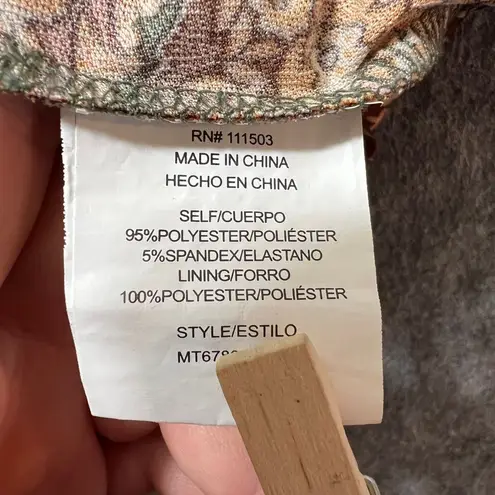 RN# 111503
MADE IN CHINA
HECHO EN CHINA
SELF/CUERPO
95%POLYESTER/POLIÉSTER
5%SPANDEX/ELASTANO
LINING/FORRO
100%POLYESTER/POLIÉSTER
STYLE/ESTILO